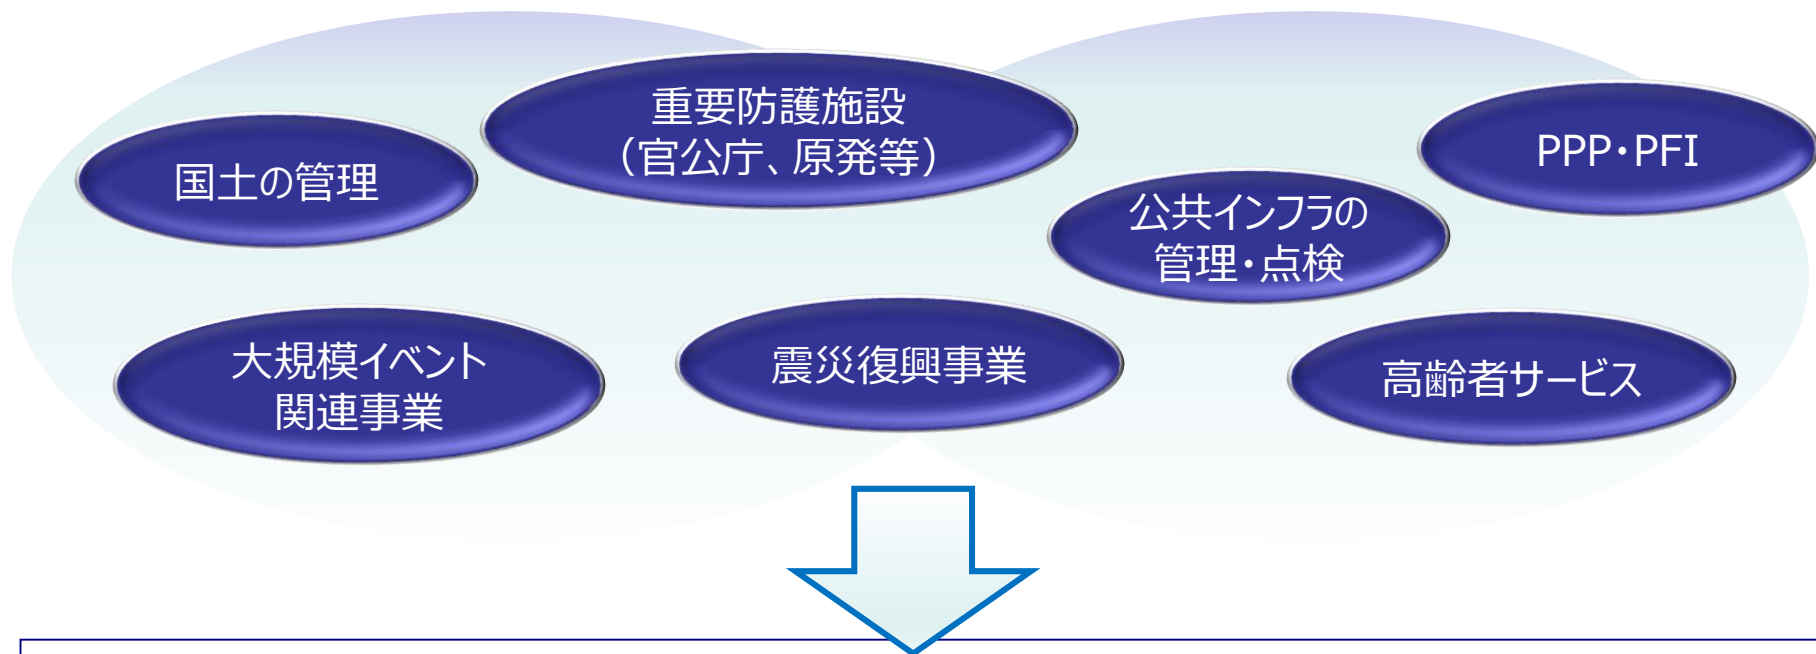 重要防護施設
（官公庁、原発等）
国土の管理
PPP・PFI
公共インフラの
管理・点検
大規模イベント
関連事業
震災復興事業
高齢者サービス